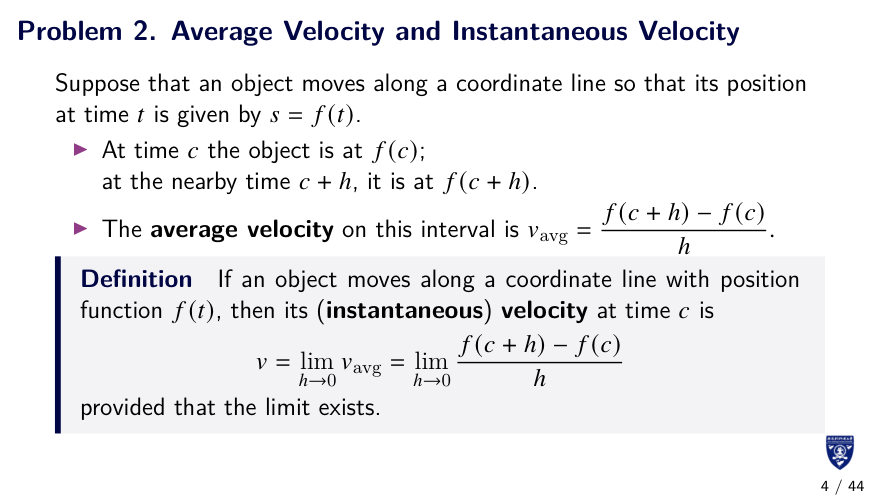 Problem 2. Average Velocity and Instantaneous Velocity
Suppose that an object moves along a coordinate line so that its position
at time t is given by s = f(t).
▶ At time c the object is at f(c);
at the nearby time c + h, it is at f(c + h).
▶ The average velocity on this interval is v_avg = \frac{f(c + h) − f(c)}{h}.
Definition If an object moves along a coordinate line with position
function f(t), then its (instantaneous) velocity at time c is
v = \lim_{h→0} v_avg = \lim_{h→0} \frac{f(c + h) − f(c)}{h}
provided that the limit exists.
4 / 44